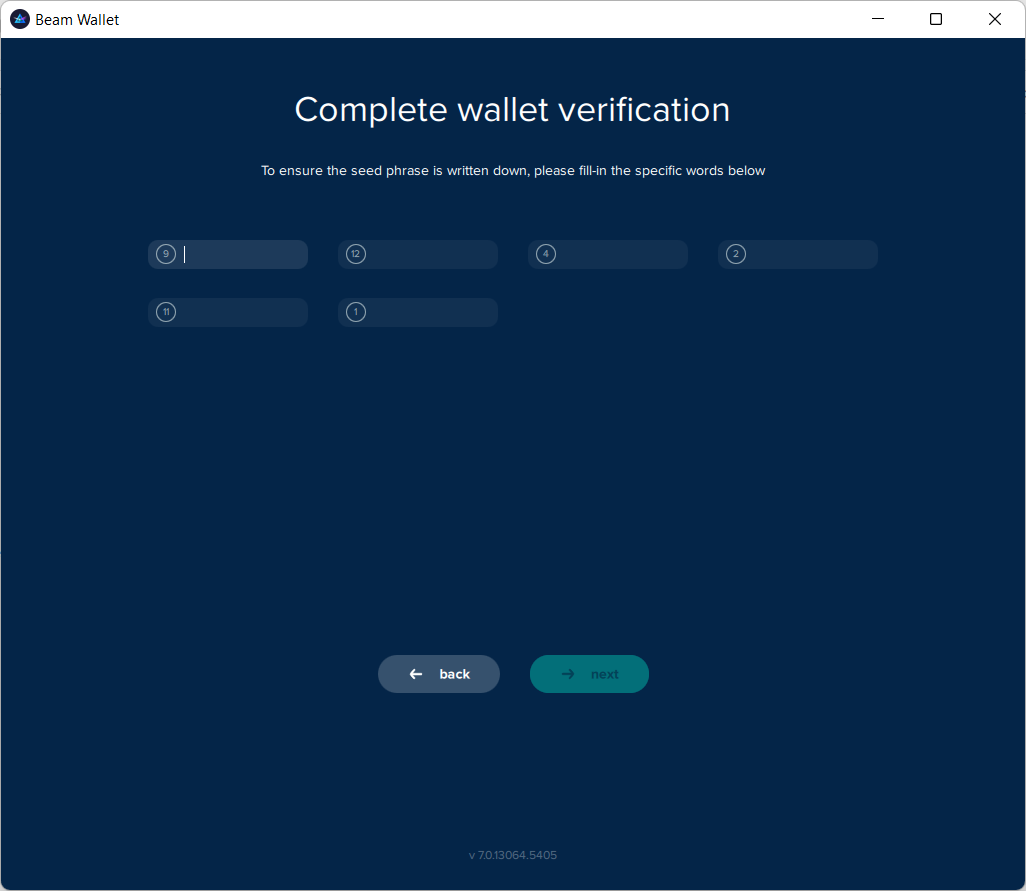 Beam Wallet
Complete wallet verification
To ensure the seed phrase is written down, please fill-in the specific words below
9 12 4 2
11 1
back next
v 7.0.13064.5405